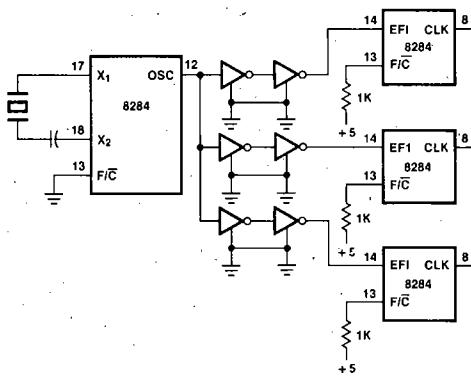 17 X1 OSC 12
8284
18 X2
13 F/C̅
14 EFI CLK 8
13 8284
F/C̅
1K
+5
14 EF1 CLK 8
13 8284
F/C̅
1K
+5
14 EFI CLK 8
13 8284
F/C̅
1K
+5